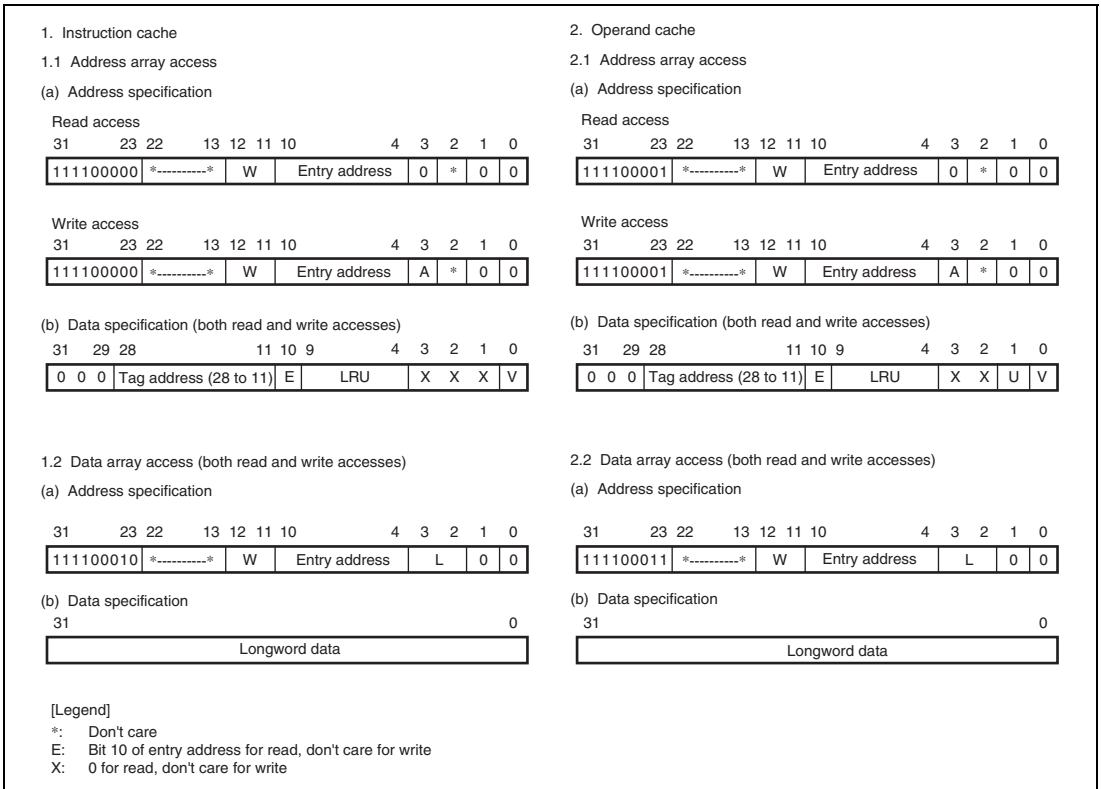 1. Instruction cache
1.1 Address array access
(a) Address specification
Read access
31 23 22 13 12 11 10 4 3 2 1 0
111100000 *----------* W Entry address 0 * 0 0
Write access
31 23 22 13 12 11 10 4 3 2 1 0
111100000 *----------* W Entry address A * 0 0
(b) Data specification (both read and write accesses)
31 29 28 11 10 9 4 3 2 1 0
0 0 0 Tag address (28 to 11) E LRU X X X V
1.2 Data array access (both read and write accesses)
(a) Address specification
31 23 22 13 12 11 10 4 3 2 1 0
111100010 *----------* W Entry address L 0 0
(b) Data specification
31 0
Longword data
2. Operand cache
2.1 Address array access
(a) Address specification
Read access
31 23 22 13 12 11 10 4 3 2 1 0
111100001 *----------* W Entry address 0 * 0 0
Write access
31 23 22 13 12 11 10 4 3 2 1 0
111100001 *----------* W Entry address A * 0 0
(b) Data specification (both read and write accesses)
31 29 28 11 10 9 4 3 2 1 0
0 0 0 Tag address (28 to 11) E LRU X X U V
2.2 Data array access (both read and write accesses)
(a) Address specification
31 23 22 13 12 11 10 4 3 2 1 0
111100011 *----------* W Entry address L 0 0
(b) Data specification
31 0
Longword data
[Legend]
*: Don't care
E: Bit 10 of entry address for read, don't care for write
X: 0 for read, don't care for write